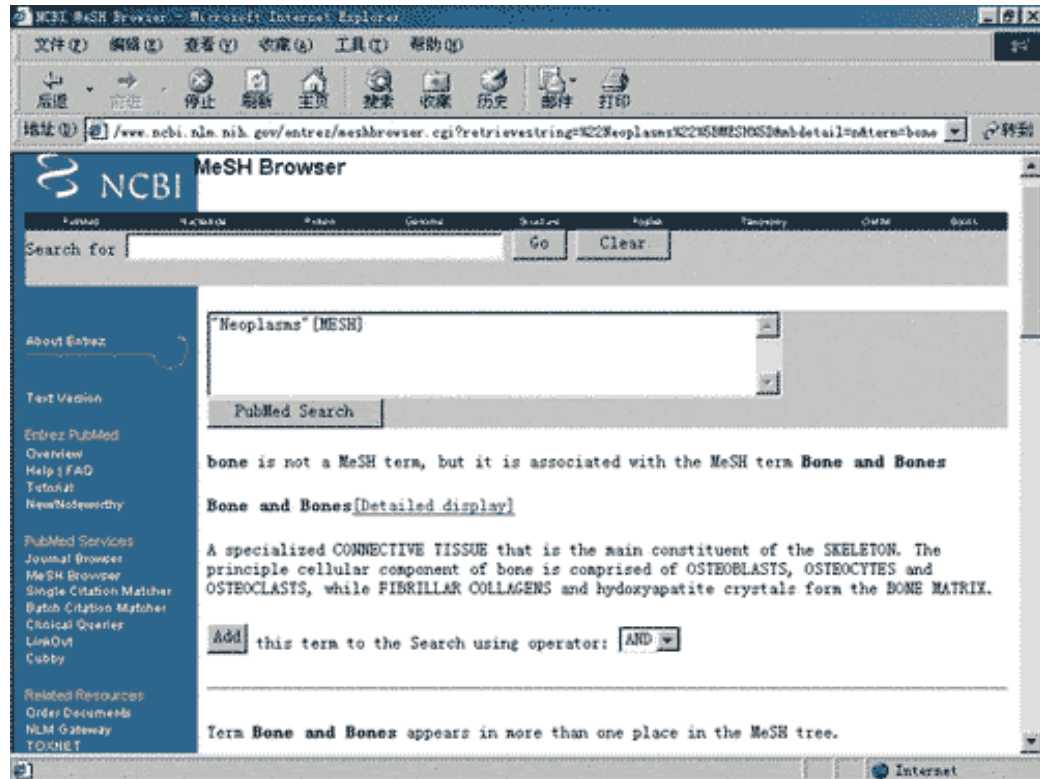 NCBI MeSH Browser - Microsoft Internet Explorer
文件(F) 编辑(E) 查看(V) 收藏(A) 工具(T) 帮助(H)
后退 前进 停止 刷新 主页 搜索 收藏 历史 邮件 打印
地址(D) /www.ncbi.nlm.nih.gov/entrez/meshbrowser.cgi?retrievestring=%22Neoplasms%22%5BMESH%5D&mbdetail=n&term=bone 转到
NCBI MeSH Browser
PubMed Nucleotide Protein Genome Structure PopSet Taxonomy OMIM Books
Search for Go Clear
"Neoplasms"[MESH]
About Entrez
Text Version
PubMed Search
Entrez PubMed
Overview
Help | FAQ
Tutorial
New/Noteworthy
bone is not a MeSH term, but it is associated with the MeSH term Bone and Bones
Bone and Bones[Detailed display]
PubMed Services
Journal Browser
MeSH Browser
Single Citation Matcher
Batch Citation Matcher
Clinical Queries
LinkOut
Cubby
A specialized CONNECTIVE TISSUE that is the main constituent of the SKELETON. The
principle cellular component of bone is comprised of OSTEOBLASTS, OSTEOCYTES and
OSTEOCLASTS, while FIBRILLAR COLLAGENS and hydoxyapatite crystals form the BONE MATRIX.
Add this term to the Search using operator: AND
Related Resources
Order Documents
NLM Gateway
TOXNET
Term Bone and Bones appears in more than one place in the MeSH tree.
Internet